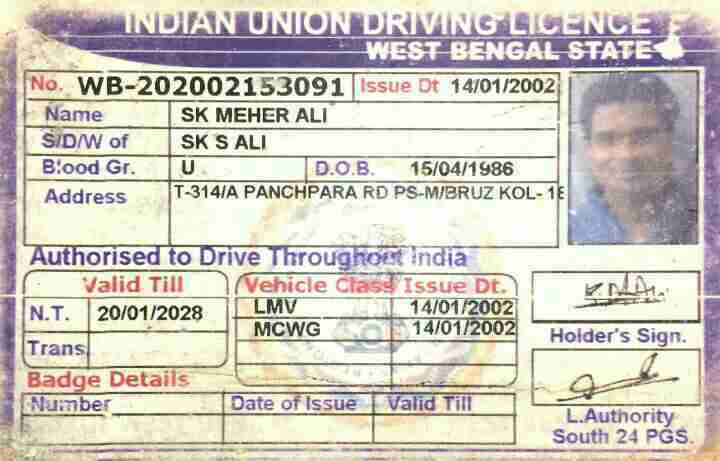 INDIAN UNION DRIVING LICENCE
WEST BENGAL STATE
No. WB-202002153091 Issue Dt 14/01/2002
Name SK MEHER ALI
S/D/W of SK S ALI
Blood Gr. U D.O.B. 15/04/1986
Address T-314/A PANCHPARA RD PS-M/BRUZ KOL- 18
Authorised to Drive Throughout India
Valid Till Vehicle Class Issue Dt.
N.T. 20/01/2028 LMV 14/01/2002
MCWG 14/01/2002
Trans.
Holder's Sign.
Badge Details
Number Date of Issue Valid Till
L.Authority
South 24 PGS.